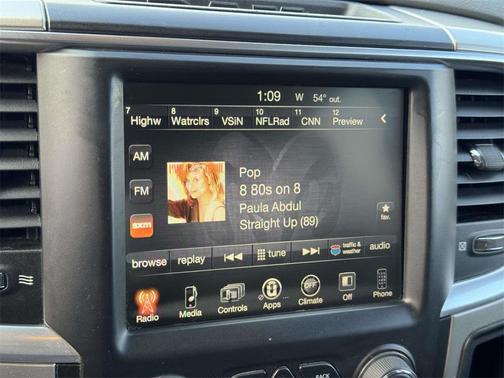 1:09 W 54° out.
7 8 9 10 11 12
Highw Watrclrs VSiN NFLRad CNN Preview
AM
FM
sxm
Pop
8 80s on 8
Paula Abdul
Straight Up (89)
fav.
browse replay tune traffic & weather audio
OFF
Radio Media Controls Apps Climate Off Phone
BACK